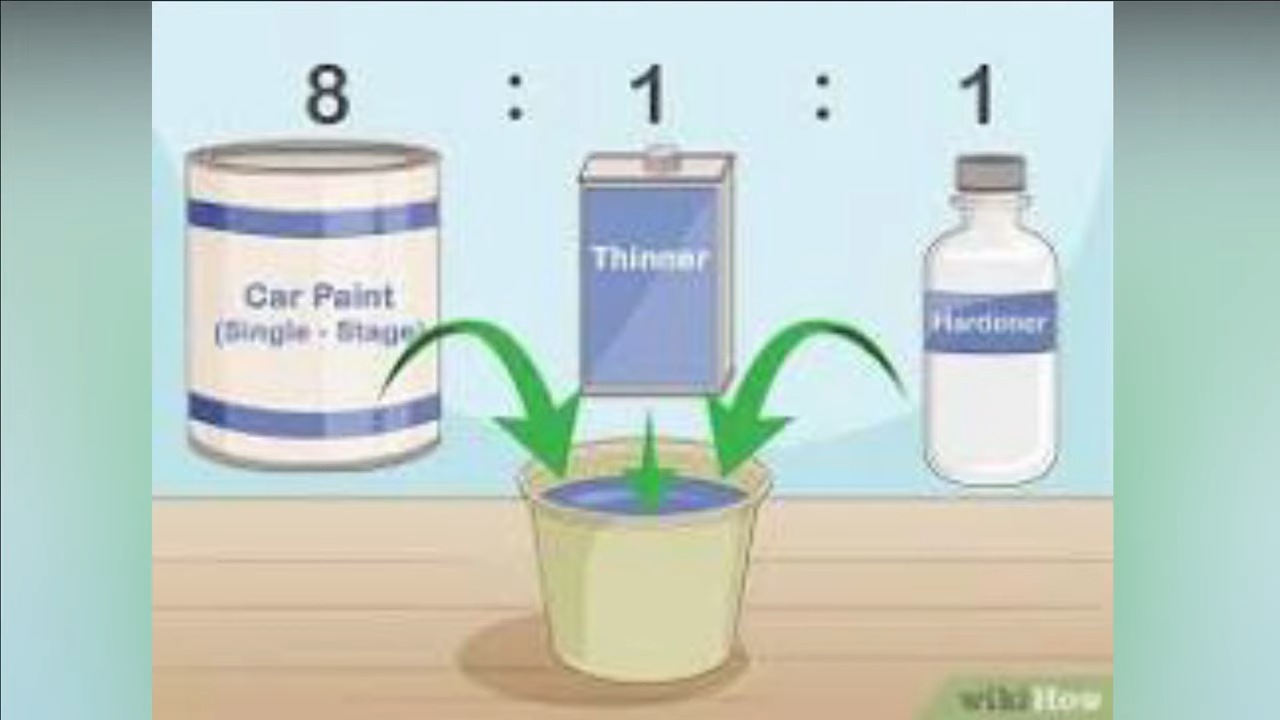 8 : 1 : 1
Thinner
Car Paint
(Single - Stage)
Hardener
wikiHow